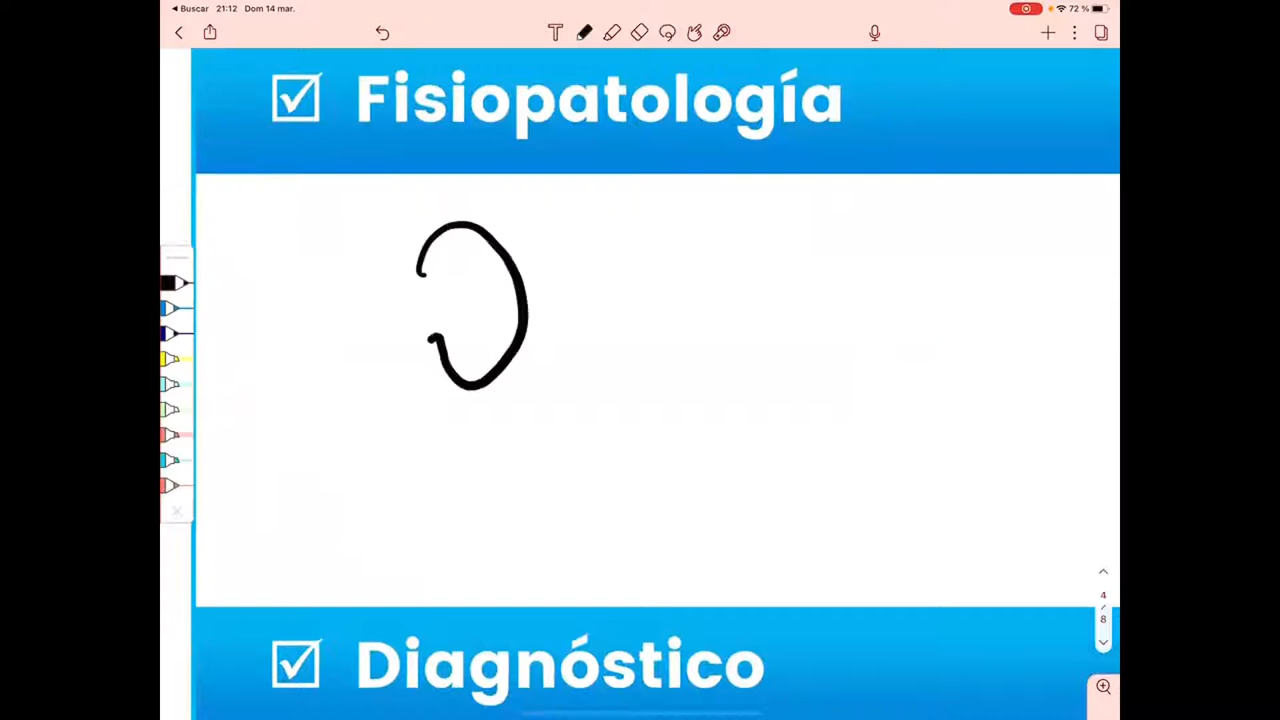 Buscar 21:12 Dom 14 mar. 72 %
Fisiopatología
4
/
8
Diagnóstico